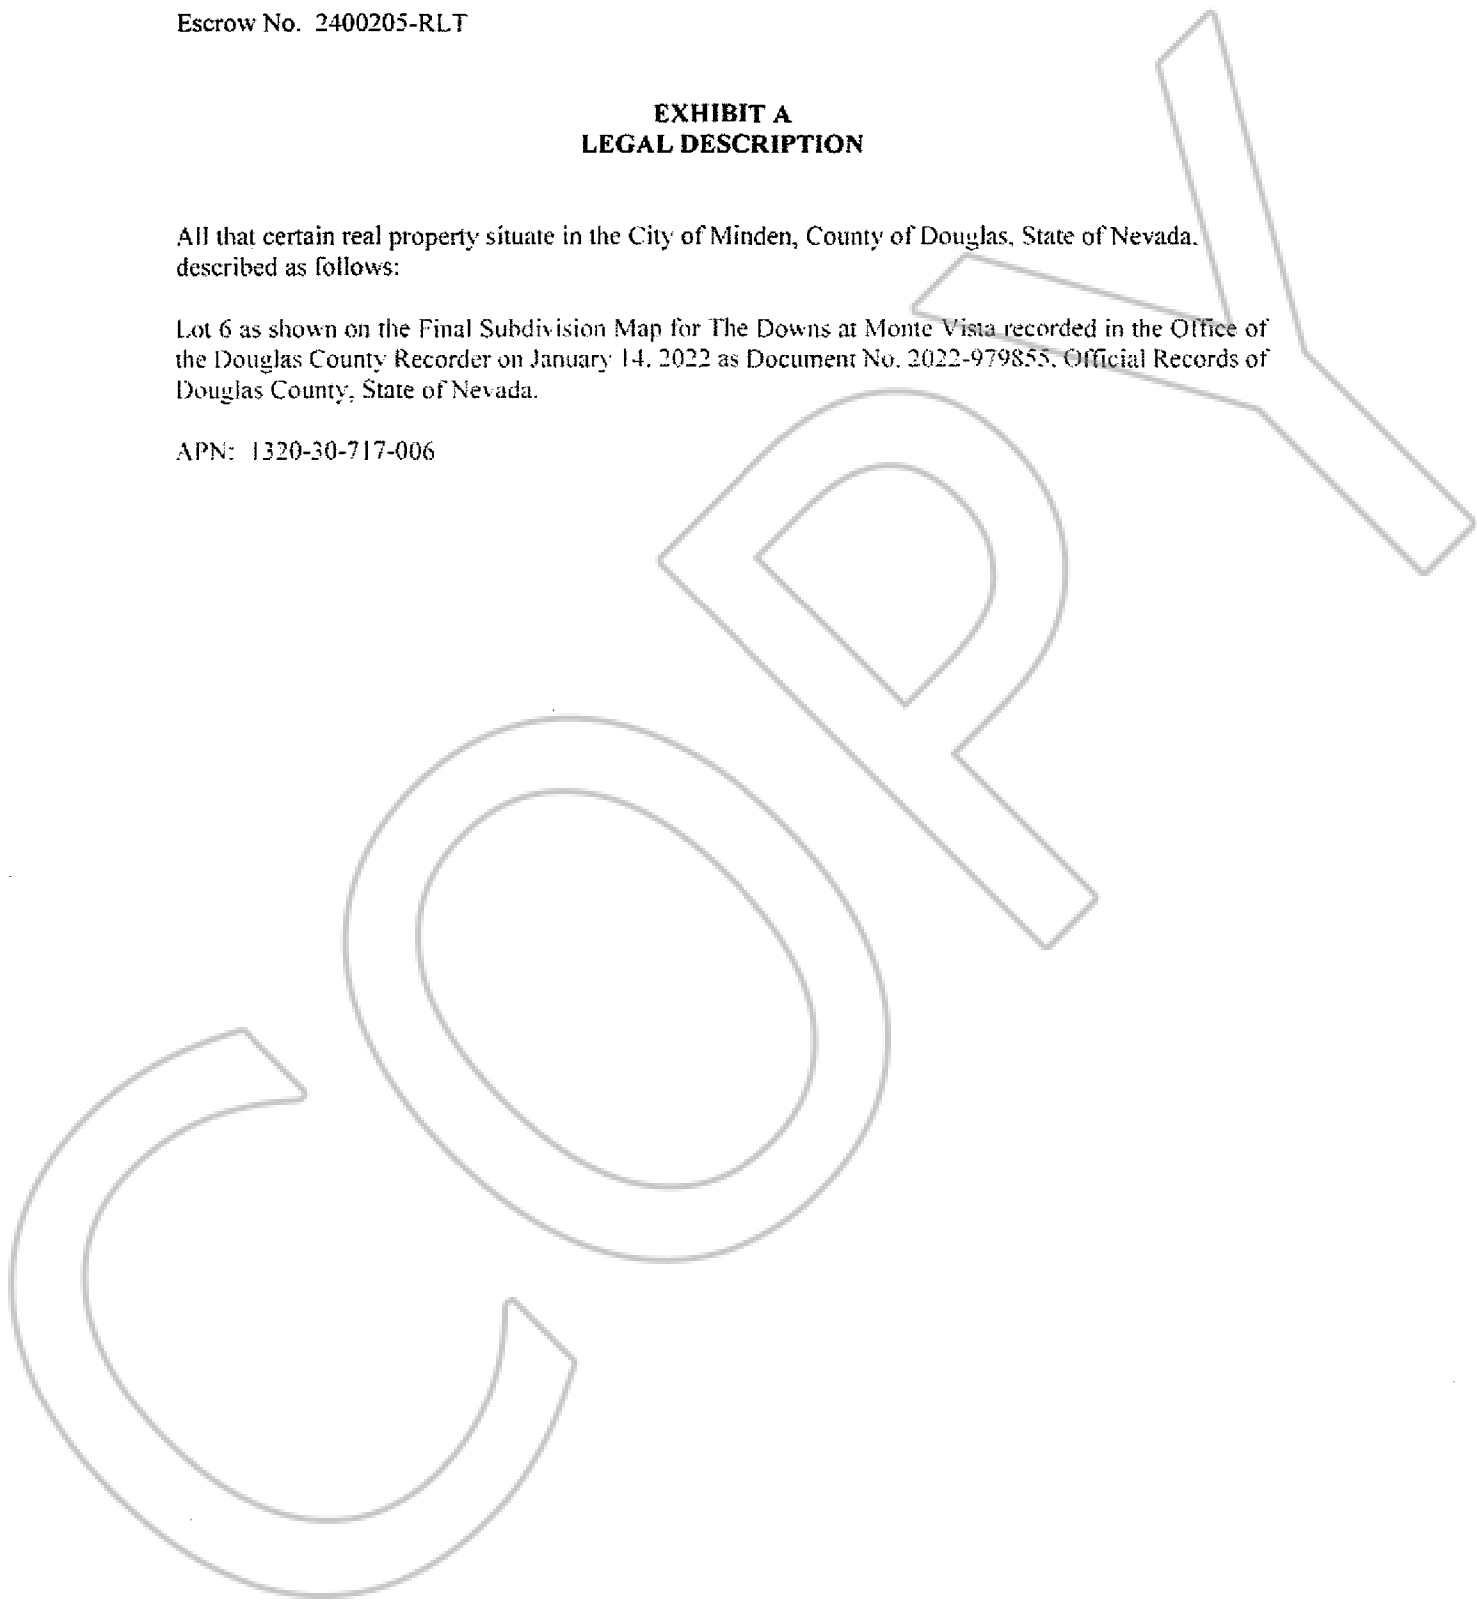 Escrow No. 2400205-RLT
EXHIBIT A
LEGAL DESCRIPTION
All that certain real property situate in the City of Minden, County of Douglas, State of Nevada,
described as follows:
Lot 6 as shown on the Final Subdivision Map for The Downs at Monte Vista recorded in the Office of
the Douglas County Recorder on January 14, 2022 as Document No. 2022-979855, Official Records of
Douglas County, State of Nevada.
APN: 1320-30-717-006
COPY